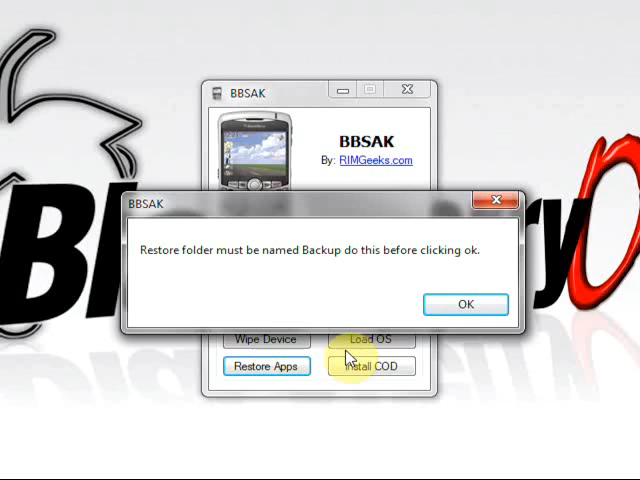 BBSAK
BBSAK
By: RIMGeeks.com
BBSAK
Restore folder must be named Backup do this before clicking ok.
OK
Wipe Device
Load OS
Restore Apps
Install COD